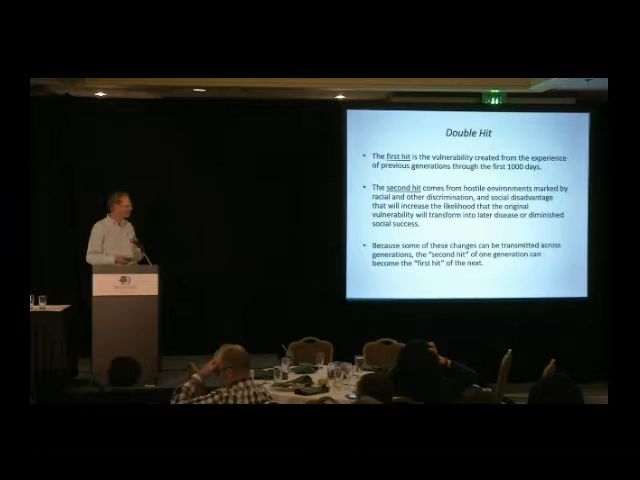 Double Hit
• The first hit is the vulnerability created from the experience
of previous generations through the first 1000 days.
• The second hit comes from hostile environments marked by
racial and other discrimination, and social disadvantage
that will increase the likelihood that the original
vulnerability will transform into later disease or diminished
social success.
• Because some of these changes can be transmitted across
generations, the "second hit" of one generation can
become the "first hit" of the next.